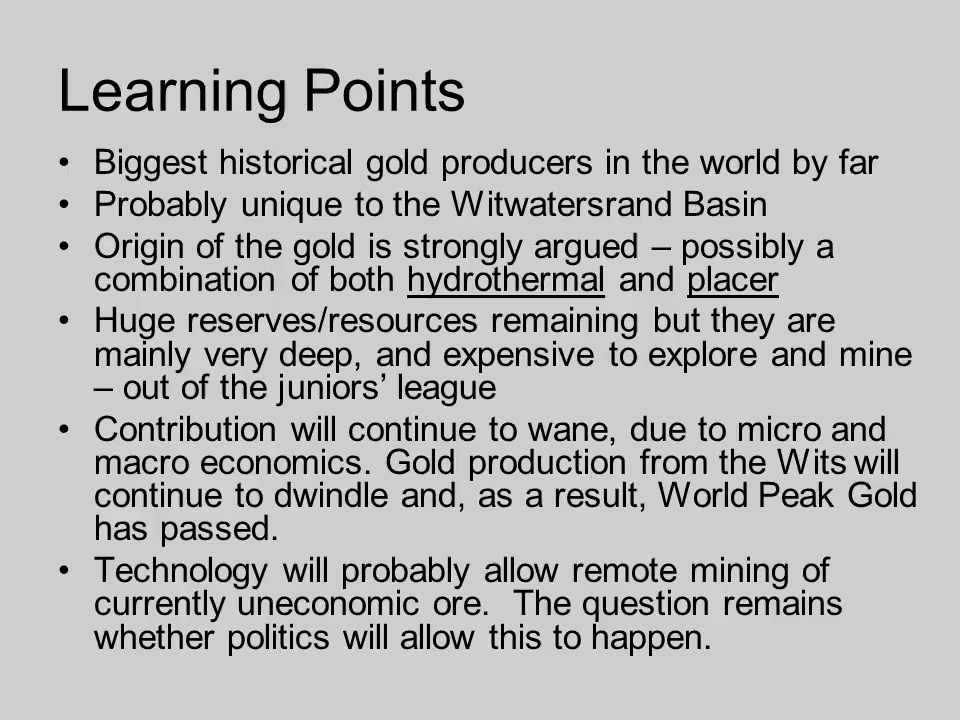 Learning Points
• Biggest historical gold producers in the world by far
• Probably unique to the Witwatersrand Basin
• Origin of the gold is strongly argued – possibly a
combination of both hydrothermal and placer
• Huge reserves/resources remaining but they are
mainly very deep, and expensive to explore and mine
– out of the juniors’ league
• Contribution will continue to wane, due to micro and
macro economics. Gold production from the Wits will
continue to dwindle and, as a result, World Peak Gold
has passed.
• Technology will probably allow remote mining of
currently uneconomic ore.  The question remains
whether politics will allow this to happen.